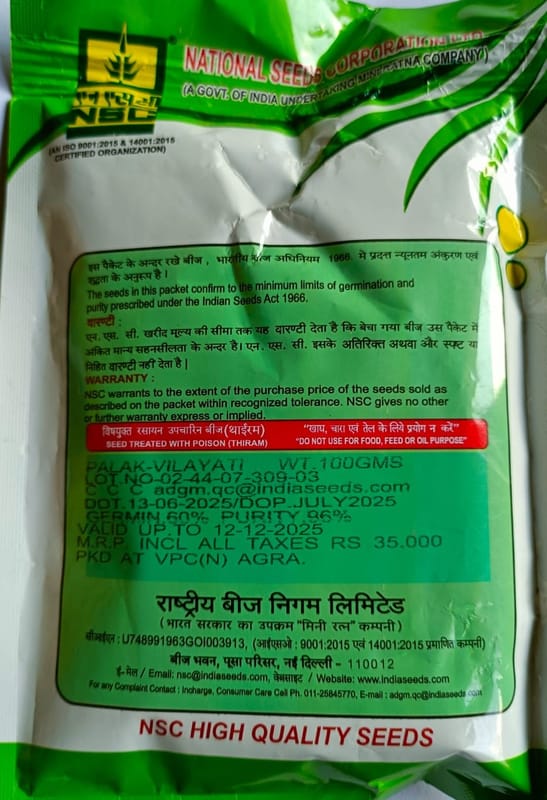 एन एस सी
NSC
(AN ISO 9001:2015 & 14001:2015
CERTIFIED ORGANIZATION)
NATIONAL SEEDS CORPORATION LTD.
(A GOVT. OF INDIA UNDERTAKING MINI RATNA COMPANY)
इस पैकेट के अन्दर रखे बीज, भारतीय बीज अधिनियम 1966, मे प्रदत्त न्यूनतम अंकुरण एवं
शुद्धता के अनुरूप है।
The seeds in this packet confirm to the minimum limits of germination and
purity prescribed under the Indian Seeds Act 1966.
वारण्टी :
एन. एस. सी. खरीद मूल्य की सीमा तक यह वारण्टी देता है कि बेचा गया बीज उस पैकेट में
अंकित मान्य सहनसीलता के अन्दर है। एन. एस. सी. इसके अतिरिक्त अथवा और स्पष्ट या
निहित वारण्टी नहीं देता है|
WARRANTY :
NSC warrants to the extent of the purchase price of the seeds sold as
described on the packet within recognized tolerance. NSC gives no other
or further warranty express or implied.
विषयुक्त रसायन उपचारित बीज(थाईरम) "खाघ, चारा एवं तेल के लिये प्रयोग न करें"
SEED TREATED WITH POISON (THIRAM) "DO NOT USE FOR FOOD, FEED OR OIL PURPOSE"
PALAK-VILAYATI WT.100GMS
LOT.NO-02-44-07-309-03
C C C adgm.qc@indiaseeds.com
DOT.13-06-2025/DOP.JULY2025
GERMIN.60% PURITY 96%
VALID UP TO 12-12-2025
M.R.P. INCL ALL TAXES RS 35.000
PKD AT VPC(N) AGRA.
राष्ट्रीय बीज निगम लिमिटेड
(भारत सरकार का उपक्रम "मिनी रत्न" कम्पनी)
सीआईएन : U748991963GOI003913, (आईएसओ : 9001:2015 एवं 14001:2015 प्रमाणित कम्पनी)
बीज भवन, पूसा परिसर, नई दिल्ली - 110012
ई-मेल / Email: nsc@indiaseeds.com, वेबसाइट / Website: www.indiaseeds.com
For any Complaint Contact : Incharge, Consumer Care Cell Ph. 011-25845770, E-mail : adgm.qc@indiaseeds.com
NSC HIGH QUALITY SEEDS